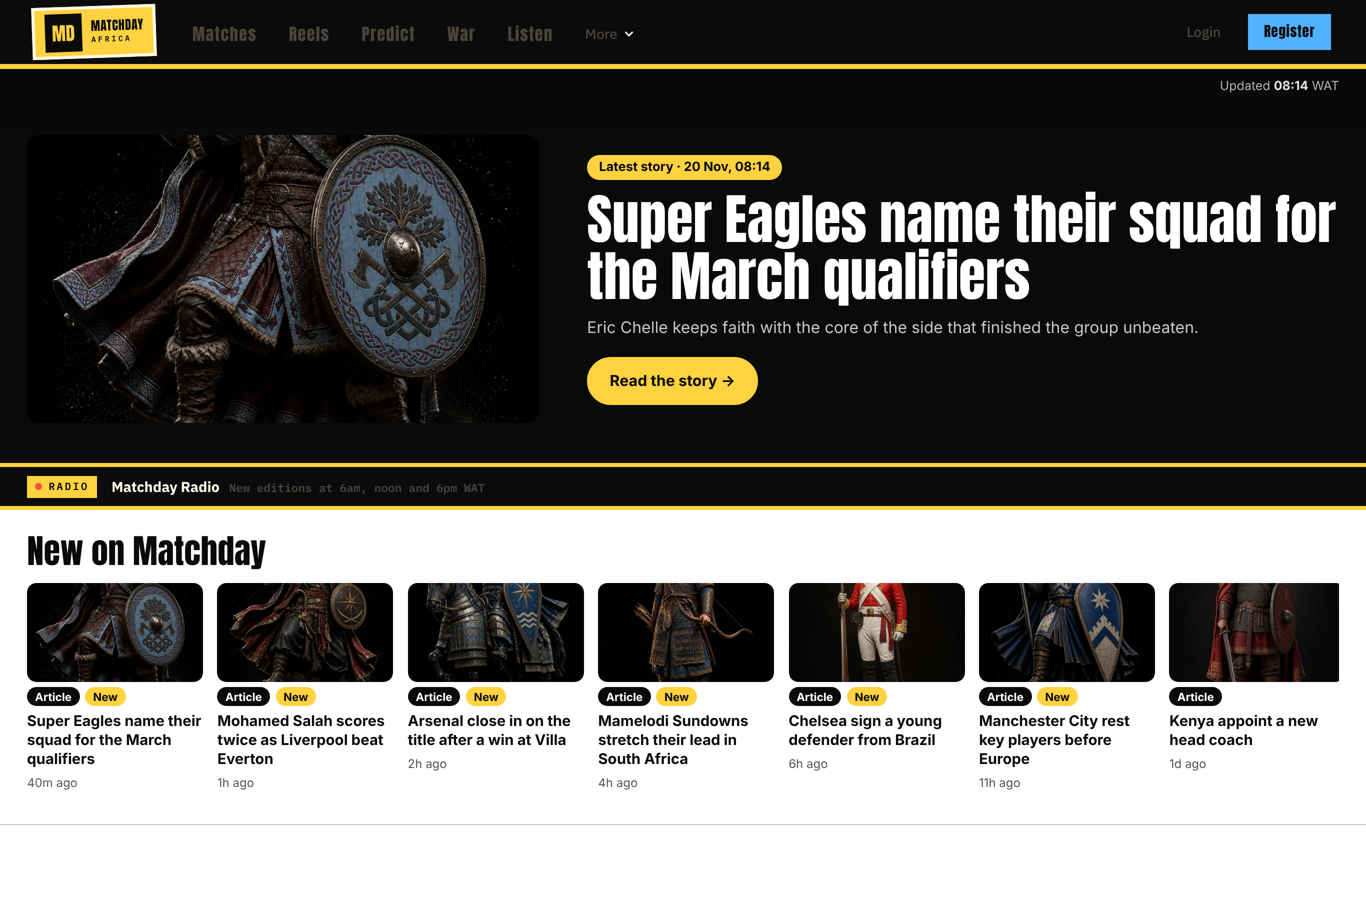 MD MATCHDAY
AFRICA
Matches Reels Predict War Listen More
Login Register
Updated 08:14 WAT
Latest story · 20 Nov, 08:14
Super Eagles name their squad for
the March qualifiers
Eric Chelle keeps faith with the core of the side that finished the group unbeaten.
Read the story →
RADIO Matchday Radio New editions at 6am, noon and 6pm WAT
New on Matchday
Article New
Super Eagles name their
squad for the March
qualifiers
40m ago
Article New
Mohamed Salah scores
twice as Liverpool beat
Everton
1h ago
Article New
Arsenal close in on the
title after a win at Villa
2h ago
Article New
Mamelodi Sundowns
stretch their lead in
South Africa
4h ago
Article New
Chelsea sign a young
defender from Brazil
6h ago
Article New
Manchester City rest
key players before
Europe
11h ago
Article
Kenya appoint a new
head coach
1d ago